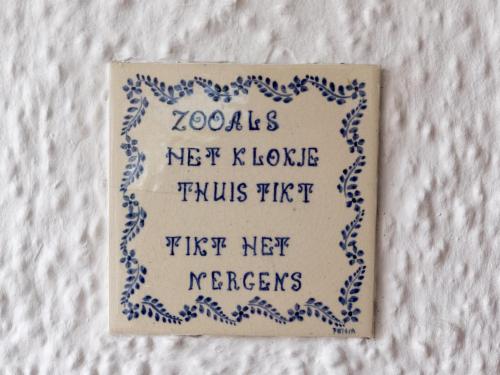 ZOOALS
HET KLOKJE
THUIS TIKT
TIKT HET
NERGENS